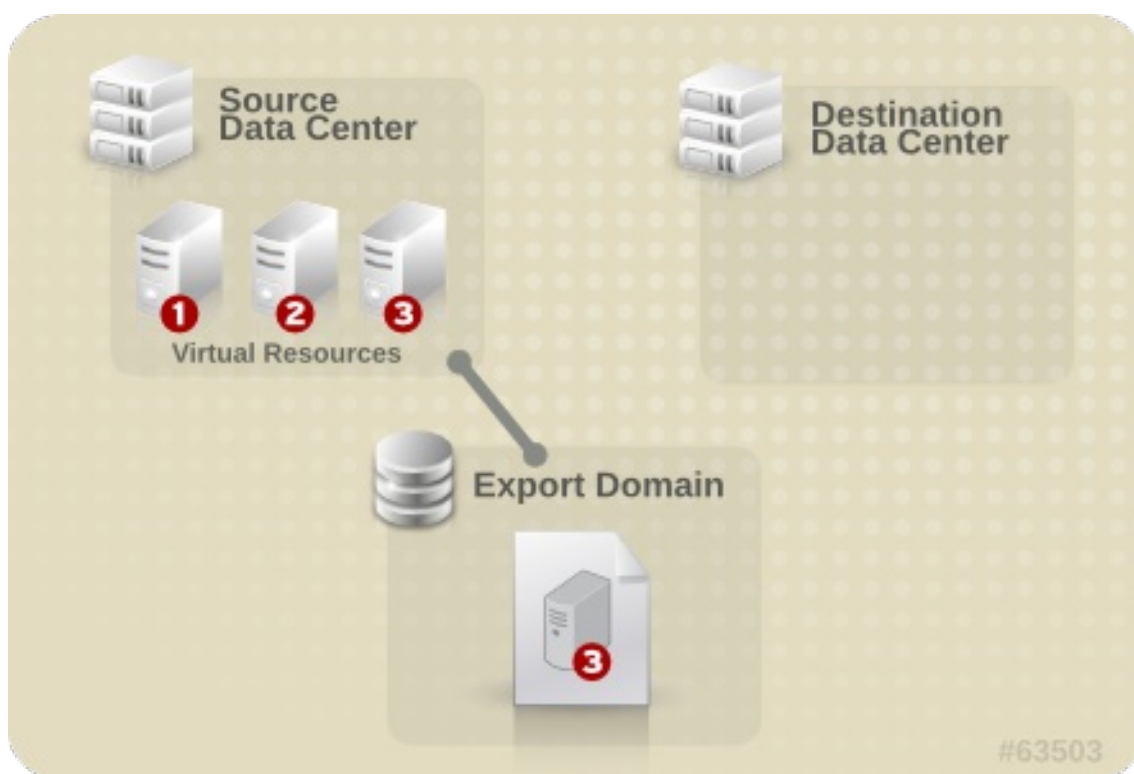 Source
Data Center
Destination
Data Center
1
2
3
Virtual Resources
Export Domain
3
#63503